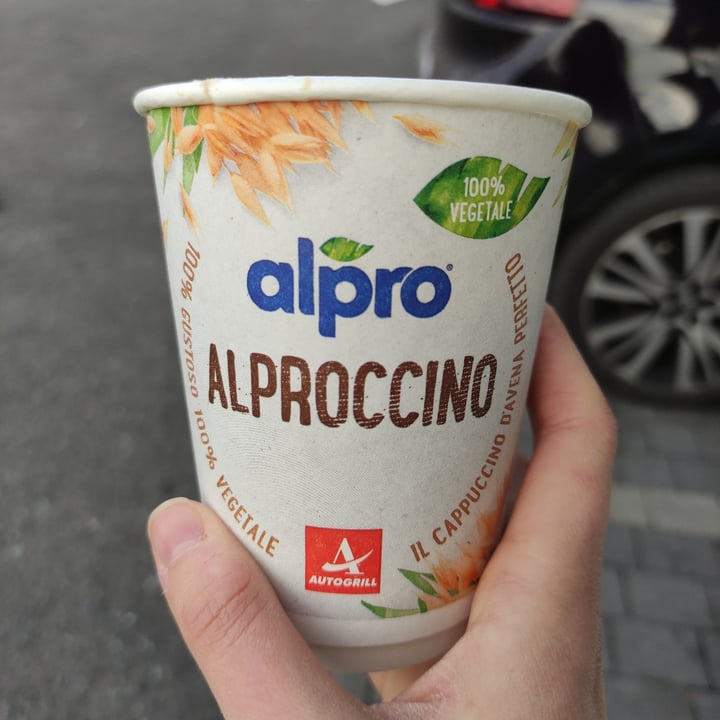 100%
VEGETALE
alpro®
ALPROCCINO
100% GUSTOSO 100% VEGETALE
IL CAPPUCCINO D'AVENA PERFETTO
AUTOGRILL